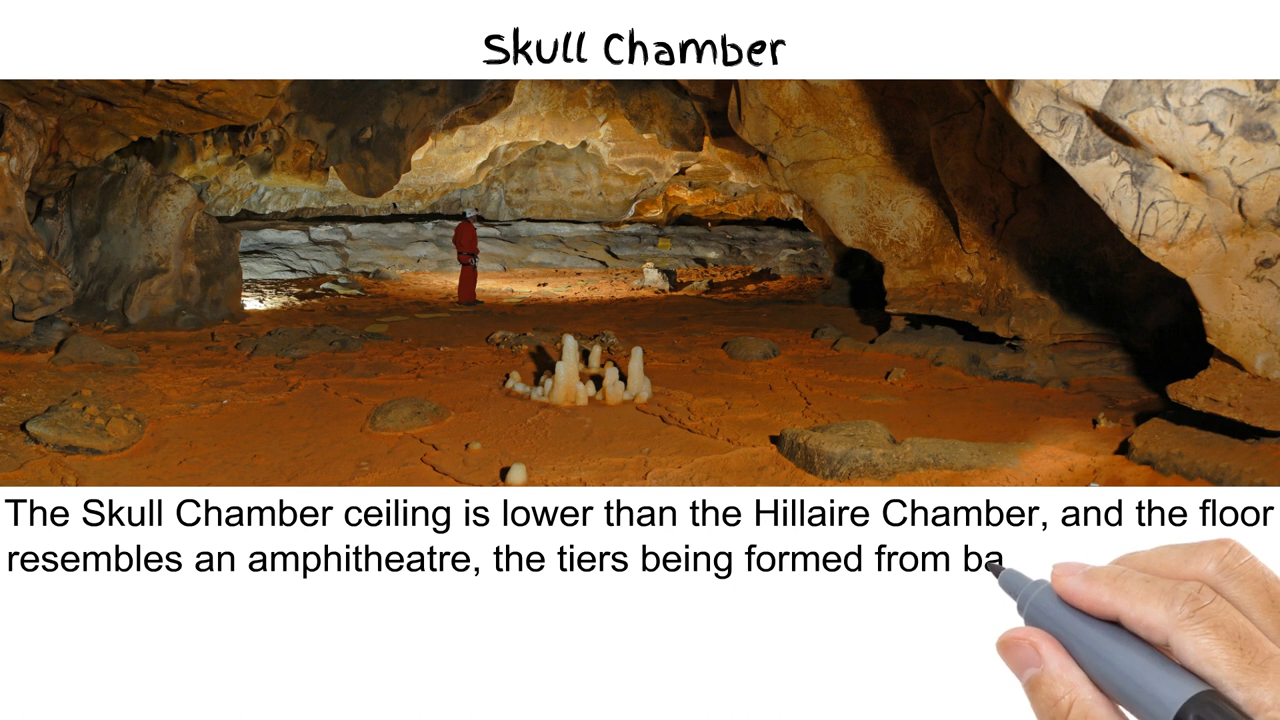 Skull Chamber
The Skull Chamber ceiling is lower than the Hillaire Chamber, and the floor
resembles an amphitheatre, the tiers being formed from ba